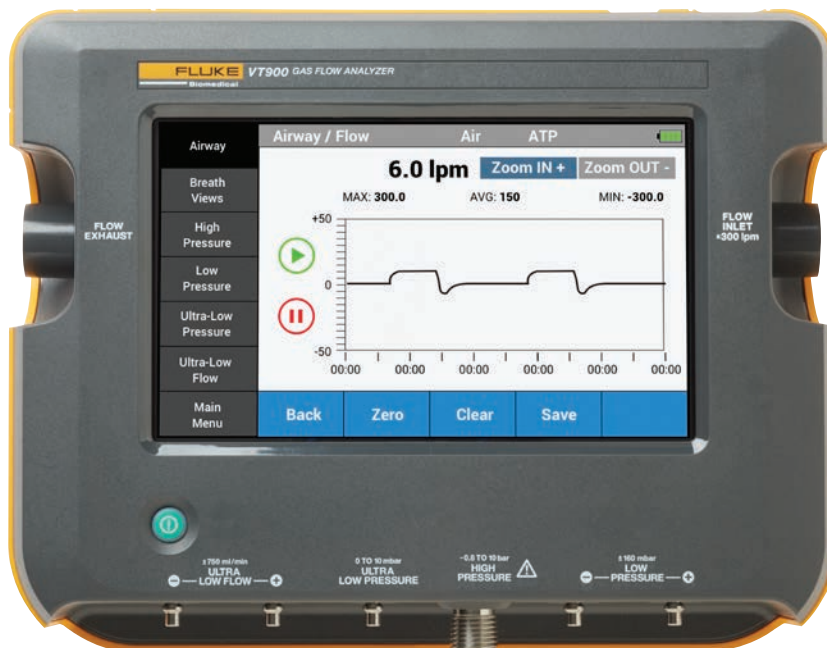 FLUKE VT900 GAS FLOW ANALYZER
Biomedical
Airway / Flow Air ATP
Airway
Breath
Views
High
Pressure
Low
Pressure
Ultra-Low
Pressure
Ultra-Low
Flow
Main
Menu
6.0 lpm Zoom IN + Zoom OUT -
MAX: 300.0 AVG: 150 MIN: -300.0
+50
0
-50
00:00 00:00 00:00 00:00 00:00 00:00 00:00
Back Zero Clear Save
FLOW
EXHAUST
FLOW
INLET
±300 lpm
±750 ml/min
ULTRA
LOW FLOW
0 TO 10 mbar
ULTRA
LOW PRESSURE
-0.8 TO 10 bar
HIGH
PRESSURE
±160 mbar
LOW
PRESSURE